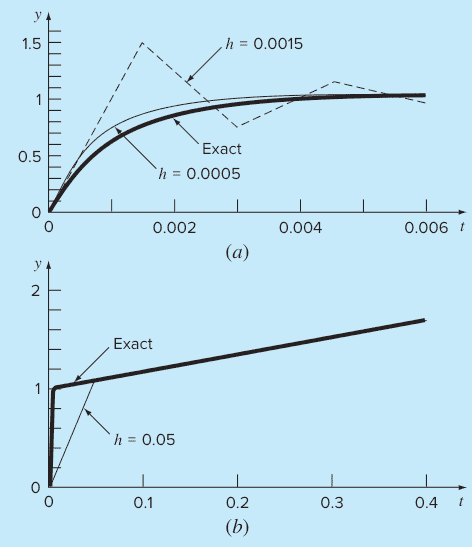 y
1.5
h = 0.0015
1
Exact
0.5
h = 0.0005
0
0 0.002 0.004 0.006 t
(a)
y
2
Exact
1
h = 0.05
0
0 0.1 0.2 0.3 0.4 t
(b)